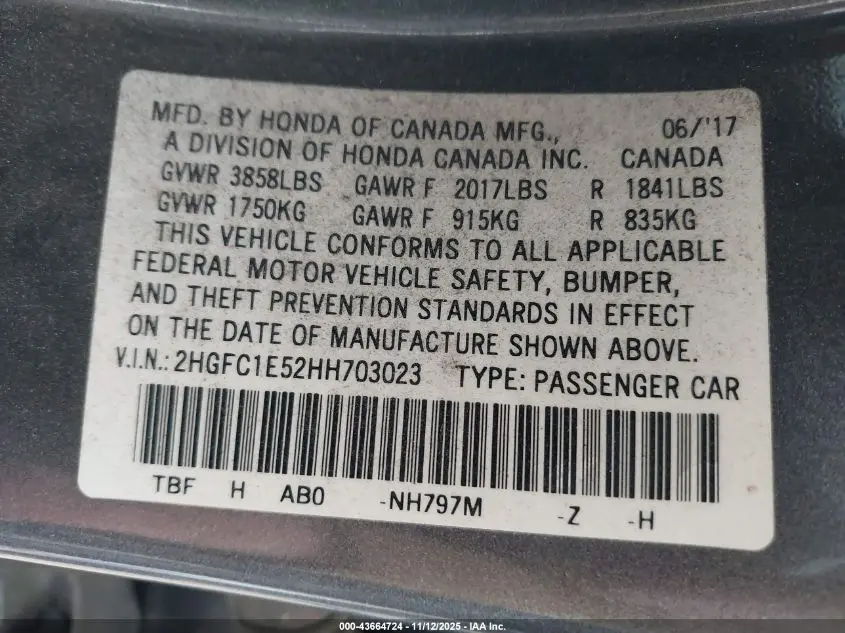 MFD. BY HONDA OF CANADA MFG., 06/'17
A DIVISION OF HONDA CANADA INC. CANADA
GVWR 3858LBS GAWR F 2017LBS R 1841LBS
GVWR 1750KG GAWR F 915KG R 835KG
THIS VEHICLE CONFORMS TO ALL APPLICABLE
FEDERAL MOTOR VEHICLE SAFETY, BUMPER,
AND THEFT PREVENTION STANDARDS IN EFFECT
ON THE DATE OF MANUFACTURE SHOWN ABOVE.
V.I.N.: 2HGFC1E52HH703023 TYPE: PASSENGER CAR
TBF H AB0 -NH797M -Z -H
000-43664724 - 11/12/2025 - IAA Inc.